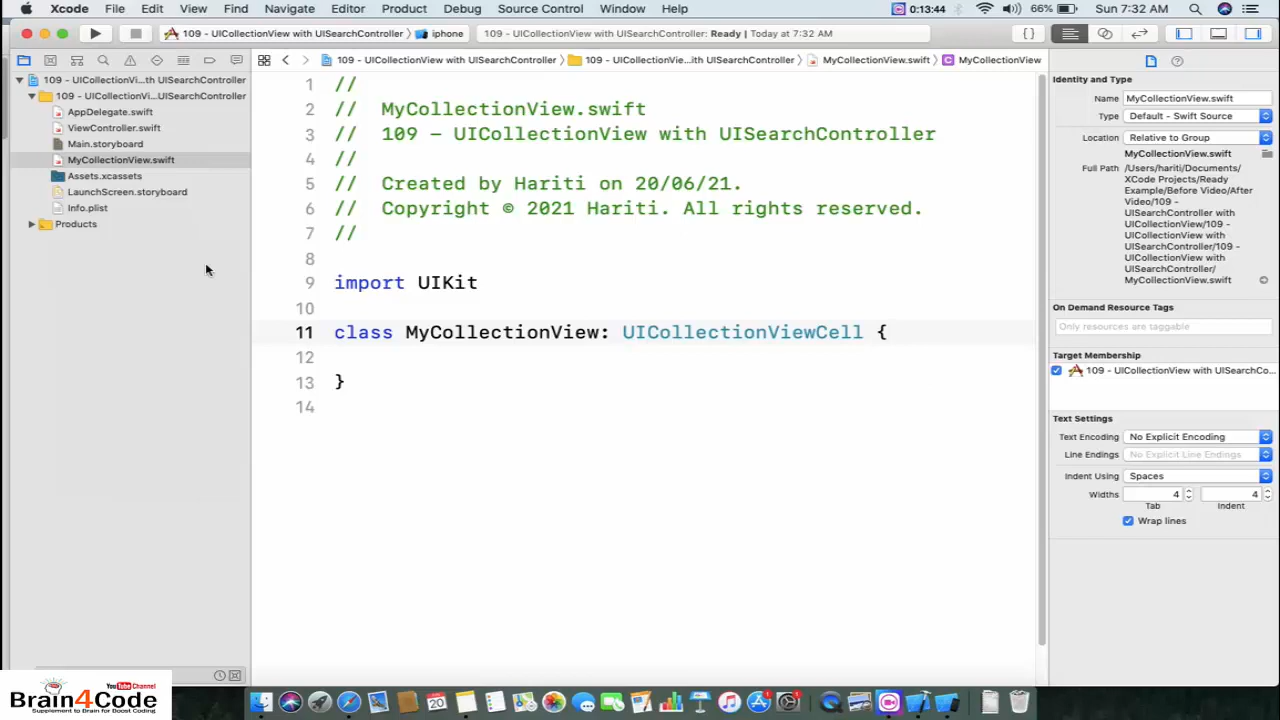 Xcode File Edit View Find Navigate Editor Product Debug Source Control Window Help 0:13:44 66% Sun 7:32 AM
109 - UICollectionView with UISearchController iphone 109 - UICollectionView with UISearchController: Ready | Today at 7:32 AM
109 - UICollectionVi...th UISearchController
109 - UICollectionVi...UISearchController
AppDelegate.swift
ViewController.swift
Main.storyboard
MyCollectionView.swift
Assets.xcassets
LaunchScreen.storyboard
Info.plist
Products
109 - UICollectionView with UISearchController 109 - UICollectionVie...ith UISearchController MyCollectionView.swift MyCollectionView
1 //
2 // MyCollectionView.swift
3 // 109 - UICollectionView with UISearchController
4 //
5 // Created by Hariti on 20/06/21.
6 // Copyright © 2021 Hariti. All rights reserved.
7 //
8
9 import UIKit
10
11 class MyCollectionView: UICollectionViewCell {
12
13 }
14
Identity and Type
Name MyCollectionView.swift
Type Default - Swift Source
Location Relative to Group
MyCollectionView.swift
Full Path /Users/hariti/Documents/
XCode Projects/Ready
Example/Before Video/After
Video/109 -
UISearchController with
UICollectionView/109 -
UICollectionView with
UISearchController/109 -
UICollectionView with
UISearchController/
MyCollectionView.swift
On Demand Resource Tags
Only resources are taggable
Target Membership
109 - UICollectionView with UISearchCo...
Text Settings
Text Encoding No Explicit Encoding
Line Endings No Explicit Line Endings
Indent Using Spaces
Widths 4 4
Tab Indent
Wrap lines
YouTube Channel
Brain4Code
Supplement to Brain for Boost Coding